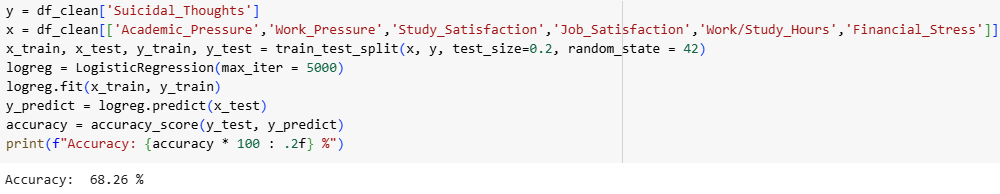 y = df_clean['Suicidal_Thoughts']
x = df_clean[['Academic_Pressure','Work_Pressure','Study_Satisfaction','Job_Satisfaction','Work/Study_Hours','Financial_Stress']]
x_train, x_test, y_train, y_test = train_test_split(x, y, test_size=0.2, random_state = 42)
logreg = LogisticRegression(max_iter = 5000)
logreg.fit(x_train, y_train)
y_predict = logreg.predict(x_test)
accuracy = accuracy_score(y_test, y_predict)
print(f"Accuracy: {accuracy * 100 : .2f} %")
Accuracy:  68.26 %